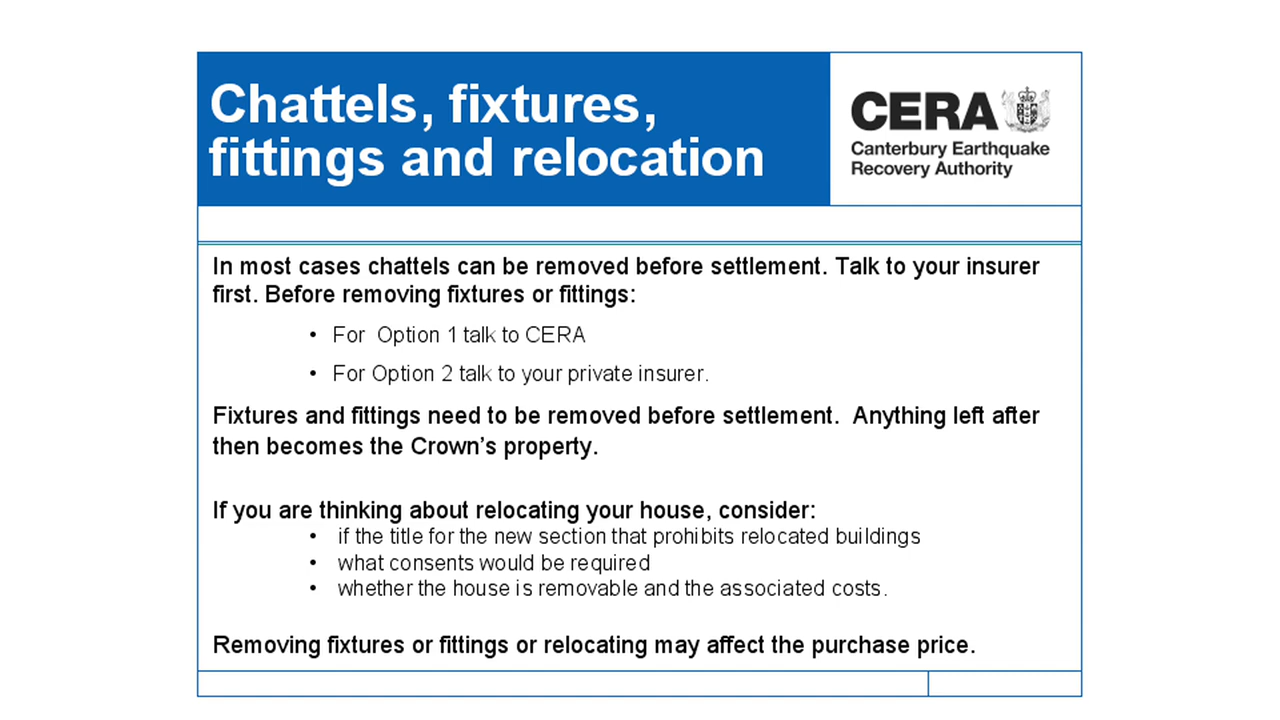 Chattels, fixtures,
fittings and relocation
CERA
Canterbury Earthquake
Recovery Authority
In most cases chattels can be removed before settlement. Talk to your insurer
first. Before removing fixtures or fittings:
• For  Option 1 talk to CERA
• For Option 2 talk to your private insurer.
Fixtures and fittings need to be removed before settlement.  Anything left after
then becomes the Crown’s property.
If you are thinking about relocating your house, consider:
• if the title for the new section that prohibits relocated buildings
• what consents would be required
• whether the house is removable and the associated costs.
Removing fixtures or fittings or relocating may affect the purchase price.